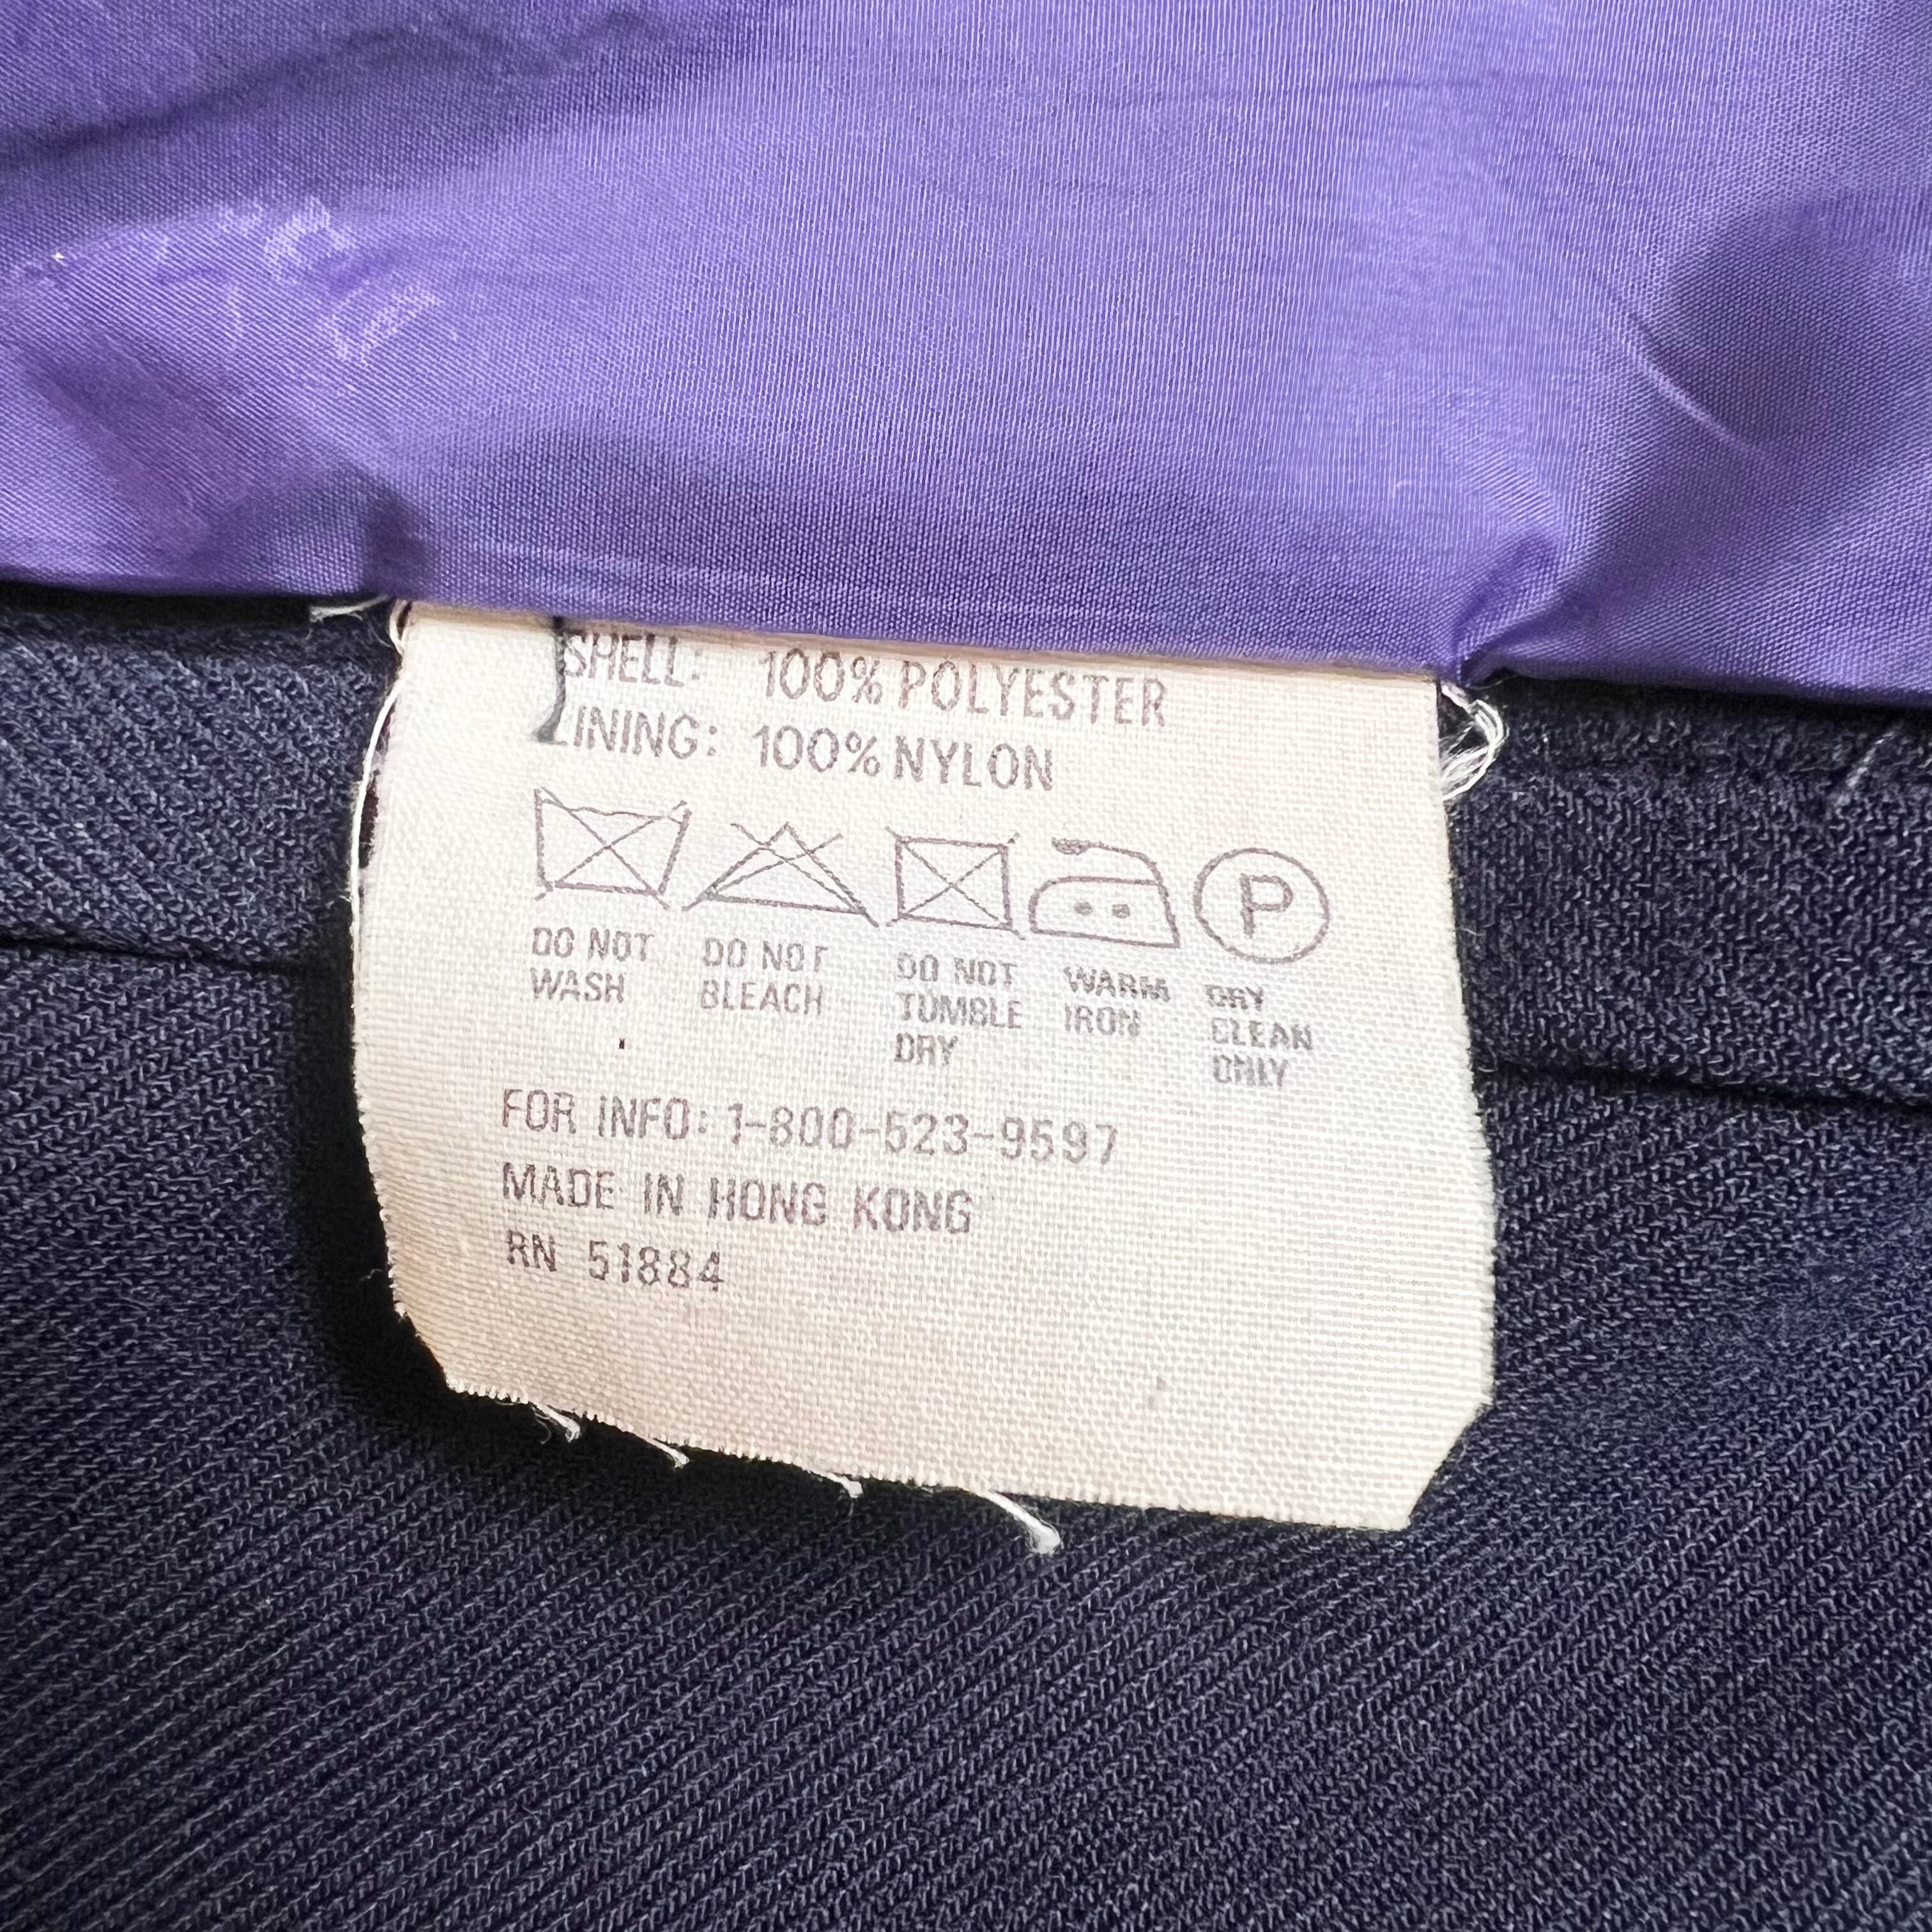 SHELL: 100% POLYESTER
LINING: 100% NYLON
P
DO NOT WASH
DO NOT BLEACH
DO NOT TUMBLE DRY
WARM IRON
DRY CLEAN ONLY
FOR INFO: 1-800-523-9597
MADE IN HONG KONG
RN 51884